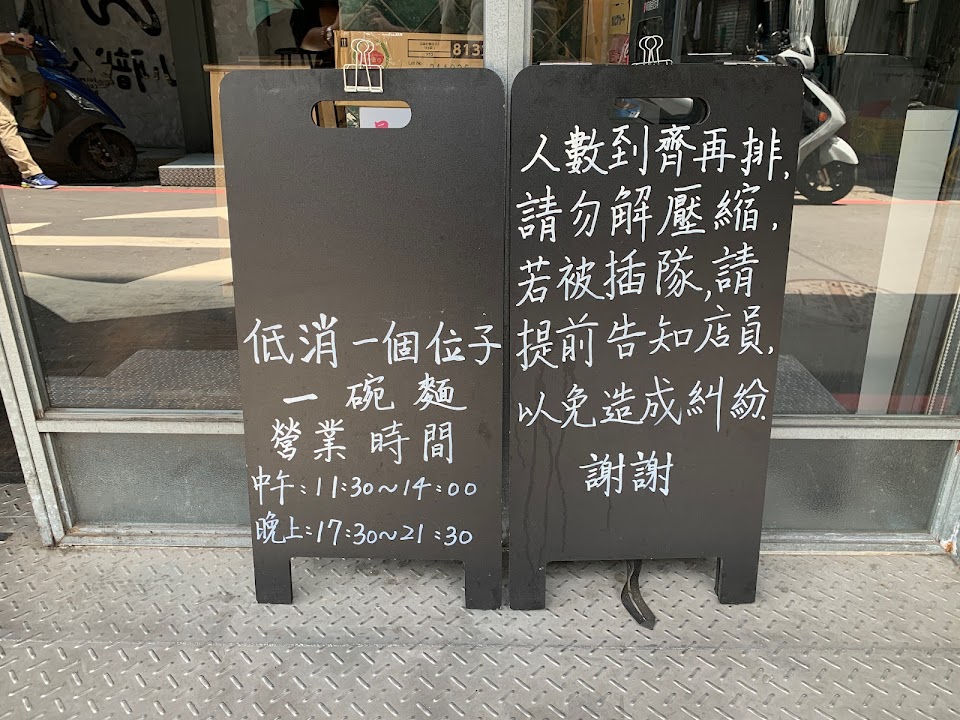 低消一個位子
一碗麵
營業時間
中午:11:30~14:00
晚上:17:30~21:30
人數到齊再排,
請勿解壓縮,
若被插隊,請
提前告知店員,
以免造成糾紛.
謝謝
813